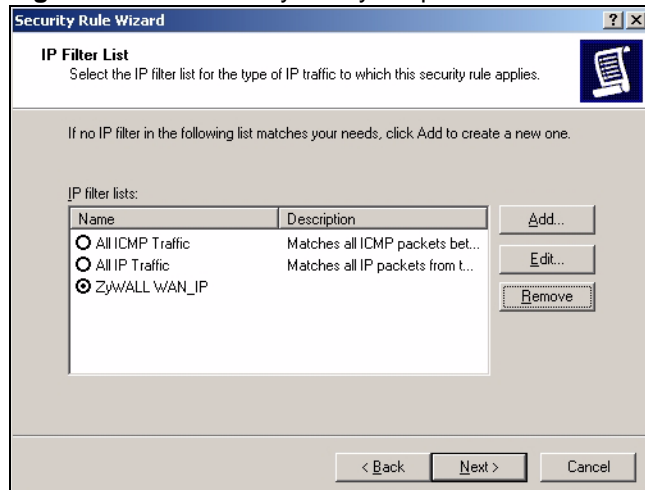 Security Rule Wizard
IP Filter List
Select the IP filter list for the type of IP traffic to which this security rule applies.
If no IP filter in the following list matches your needs, click Add to create a new one.
IP filter lists:
Name Description
All ICMP Traffic Matches all ICMP packets bet...
All IP Traffic Matches all IP packets from t...
ZyWALL WAN_IP
Add...
Edit...
Remove
< Back Next > Cancel